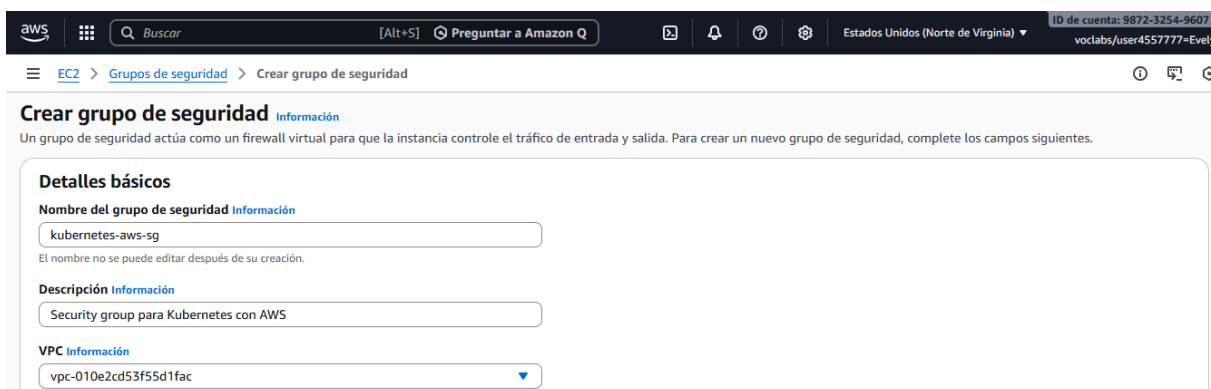 aws
Buscar [Alt+S] Preguntar a Amazon Q Estados Unidos (Norte de Virginia) ID de cuenta: 9872-3254-9607
voclabs/user4557777=Evel
EC2 > Grupos de seguridad > Crear grupo de seguridad
Crear grupo de seguridad Información
Un grupo de seguridad actúa como un firewall virtual para que la instancia controle el tráfico de entrada y salida. Para crear un nuevo grupo de seguridad, complete los campos siguientes.
Detalles básicos
Nombre del grupo de seguridad Información
kubernetes-aws-sg
El nombre no se puede editar después de su creación.
Descripción Información
Security group para Kubernetes con AWS
VPC Información
vpc-010e2cd53f55d1fac